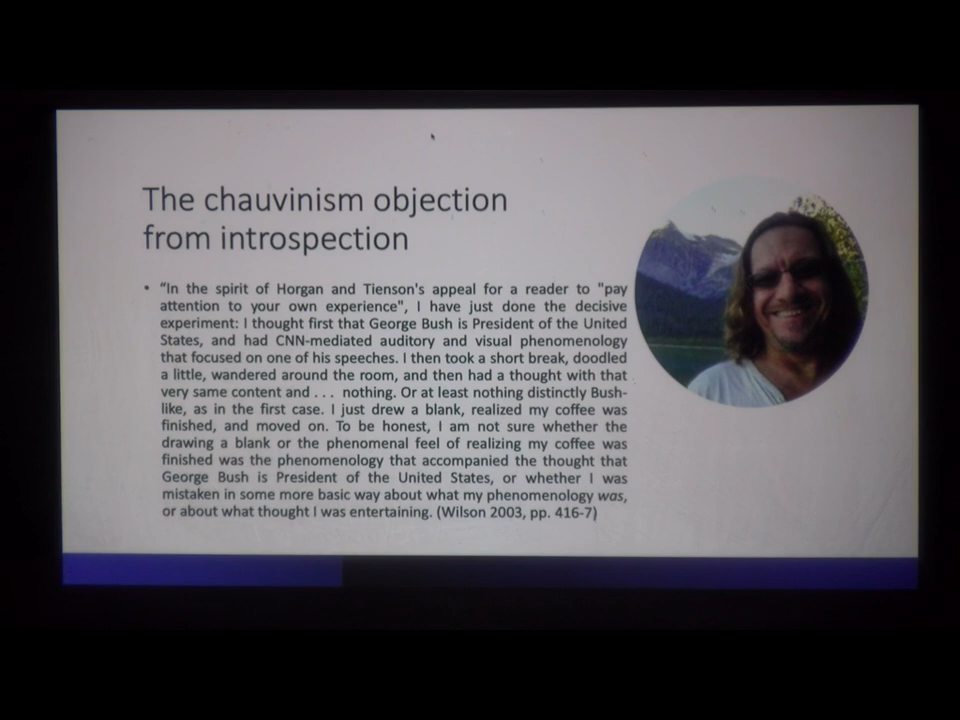 The chauvinism objection
from introspection
• “In the spirit of Horgan and Tienson's appeal for a reader to "pay
attention to your own experience", I have just done the decisive
experiment: I thought first that George Bush is President of the United
States, and had CNN-mediated auditory and visual phenomenology
that focused on one of his speeches. I then took a short break, doodled
a little, wandered around the room, and then had a thought with that
very same content and . . . nothing. Or at least nothing distinctly Bush-
like, as in the first case. I just drew a blank, realized my coffee was
finished, and moved on. To be honest, I am not sure whether the
drawing a blank or the phenomenal feel of realizing my coffee was
finished was the phenomenology that accompanied the thought that
George Bush is President of the United States, or whether I was
mistaken in some more basic way about what my phenomenology was,
or about what thought I was entertaining. (Wilson 2003, pp. 416-7)